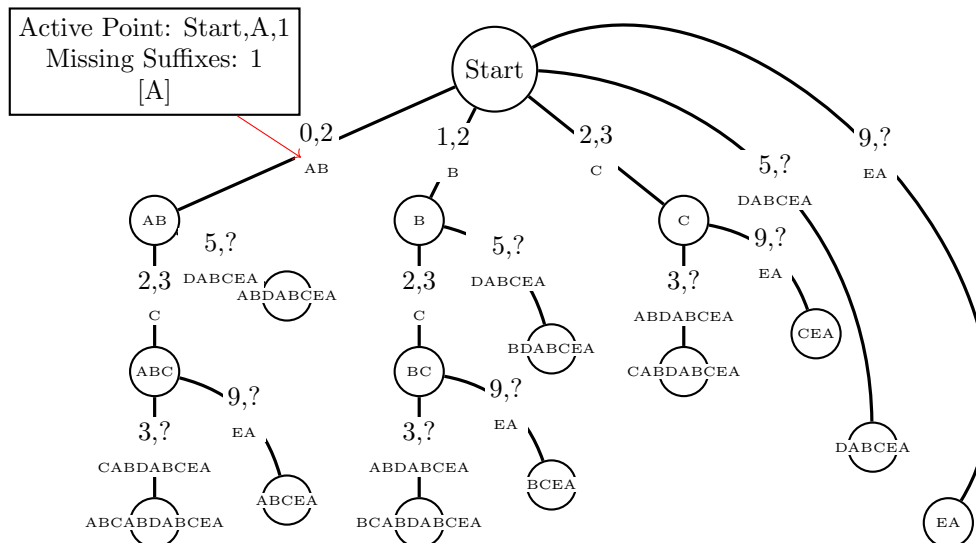 Active Point: Start,A,1
Missing Suffixes: 1
[A]
Start
0,2
AB
1,2
B
2,3
C
5,?
DABCEA
9,?
EA
AB
B
C
5,?
DABCEA
ABDABCEA
2,3
C
5,?
DABCEA
BDABCEA
2,3
C
9,?
EA
CEA
3,?
ABDABCEA
CABDABCEA
ABC
9,?
EA
ABCEA
3,?
CABDABCEA
ABCABDABCEA
BC
9,?
EA
BCEA
3,?
ABDABCEA
BCABDABCEA
DABCEA
EA